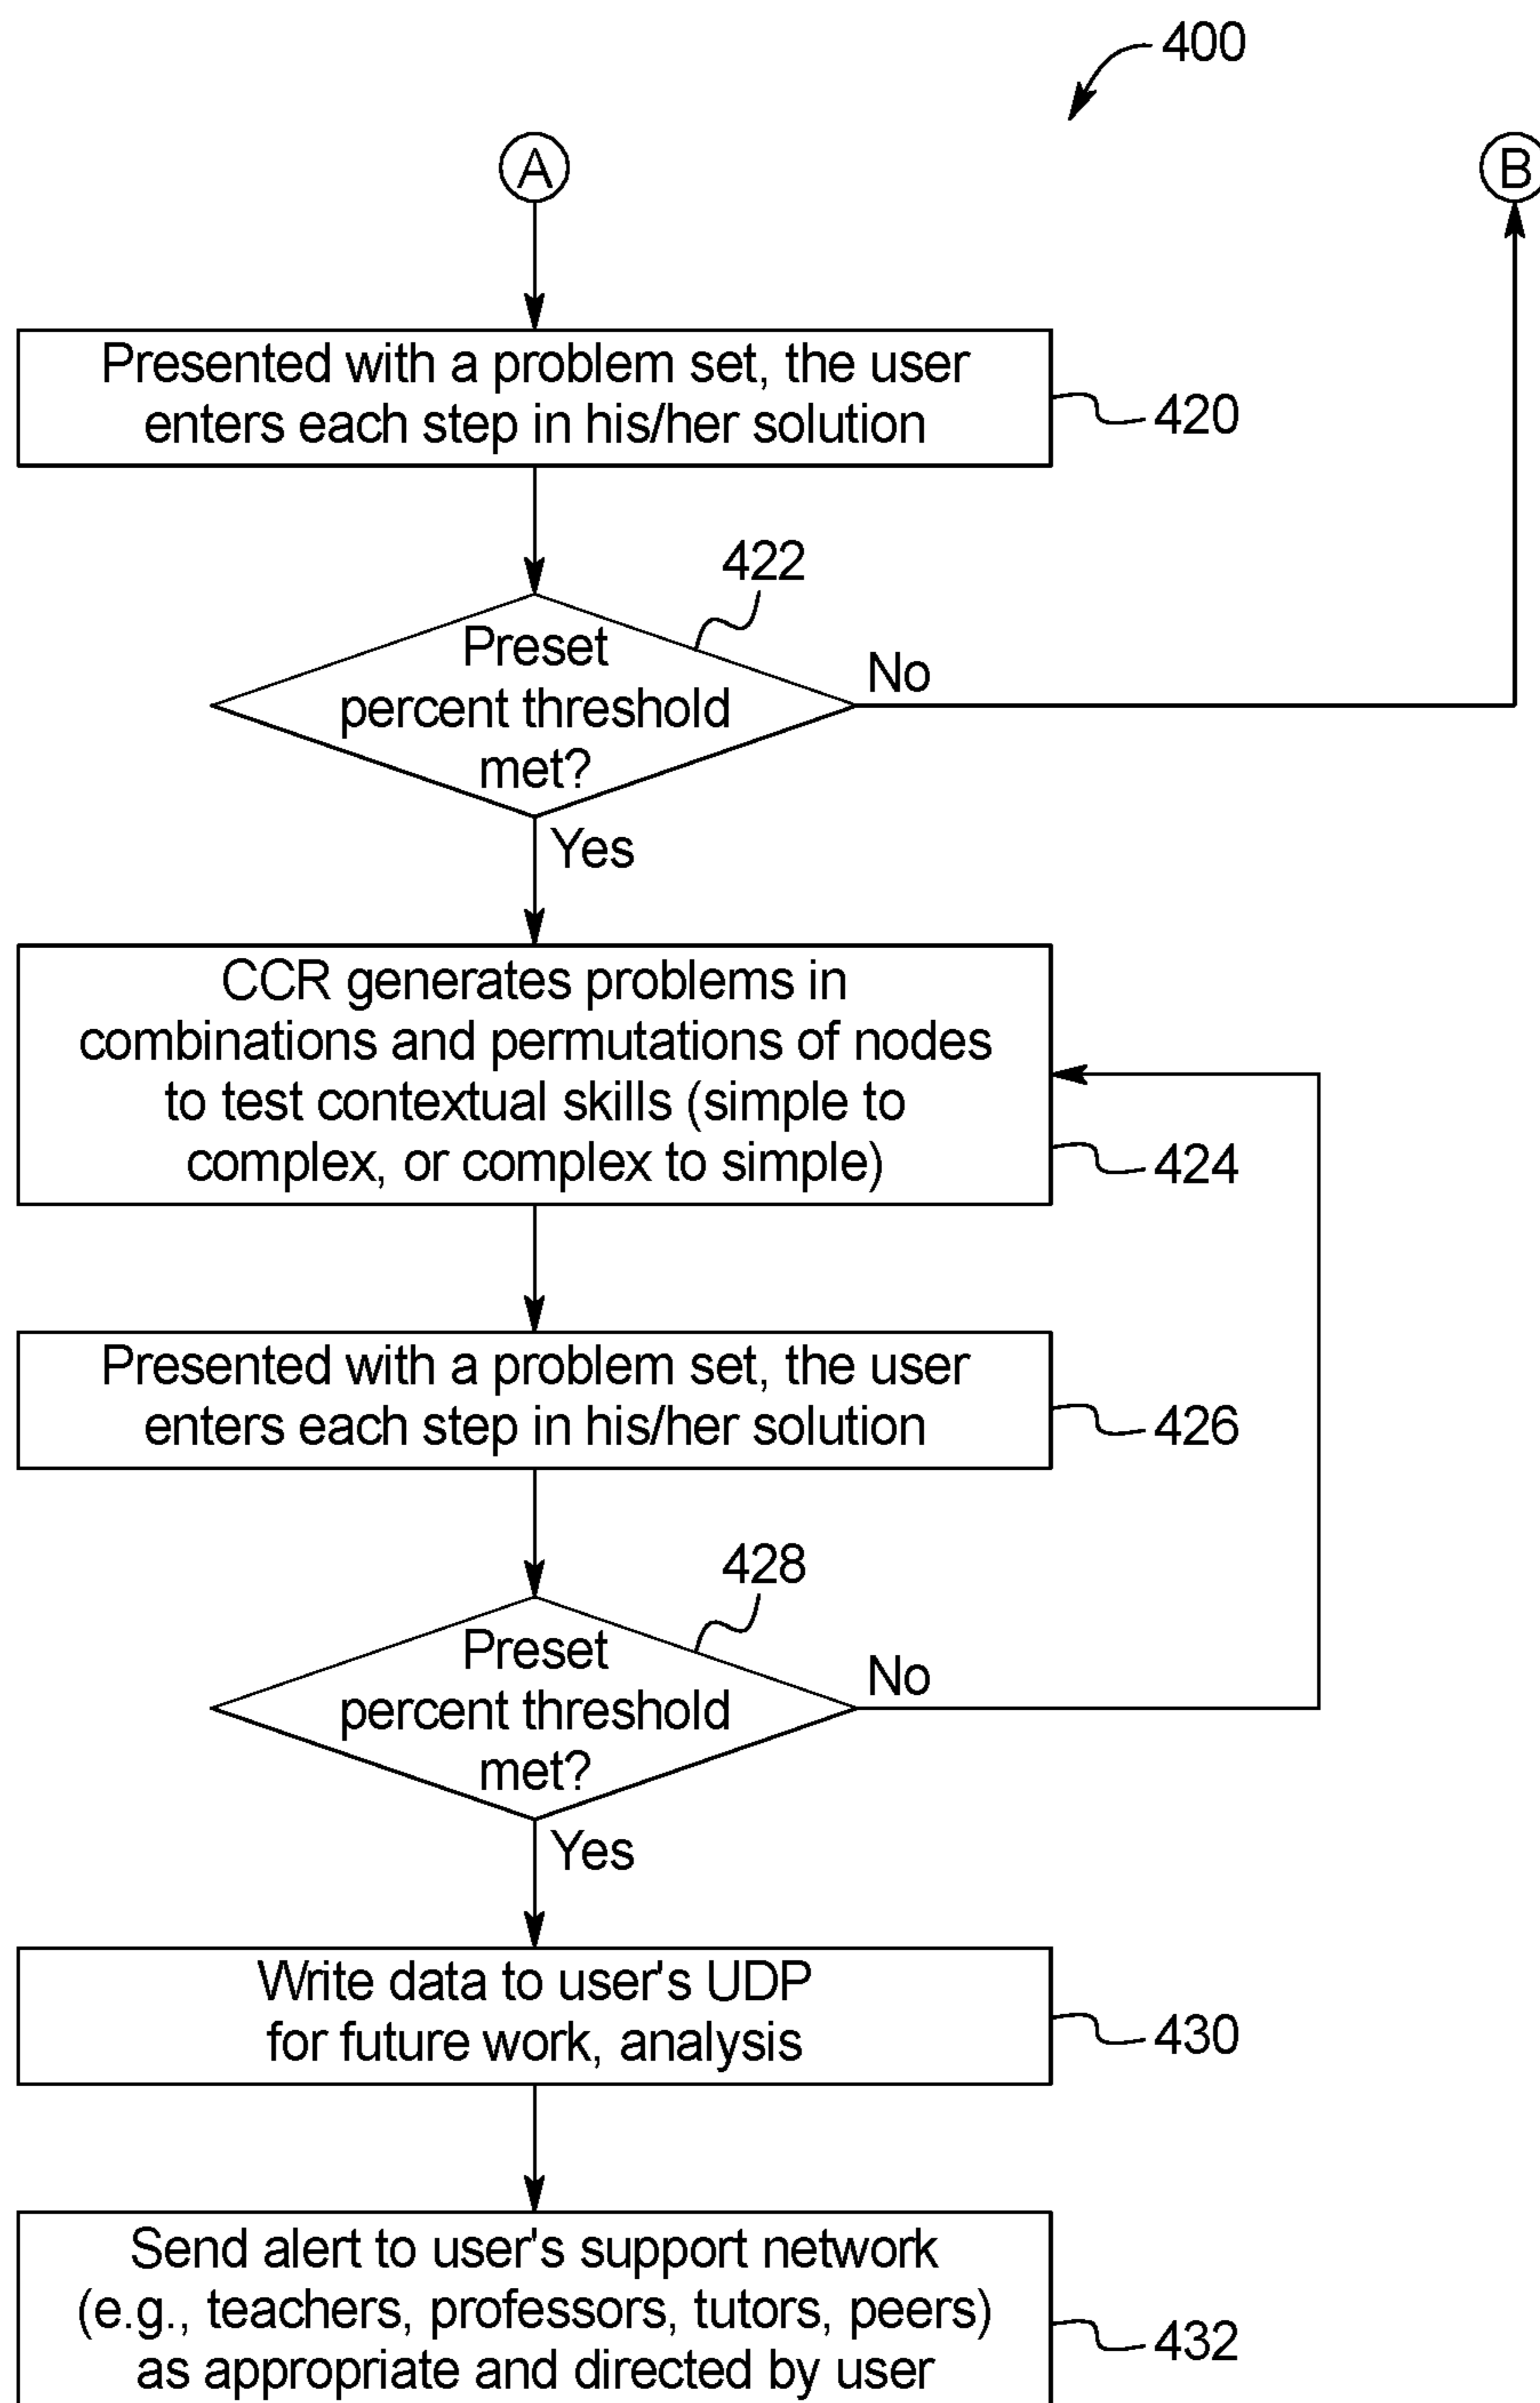 400
A
B
Presented with a problem set, the user
enters each step in his/her solution
420
422
Preset
percent threshold
met?
No
Yes
CCR generates problems in
combinations and permutations of nodes
to test contextual skills (simple to
complex, or complex to simple)
424
Presented with a problem set, the user
enters each step in his/her solution
426
428
Preset
percent threshold
met?
No
Yes
Write data to user's UDP
for future work, analysis
430
Send alert to user's support network
(e.g., teachers, professors, tutors, peers)
as appropriate and directed by user
432